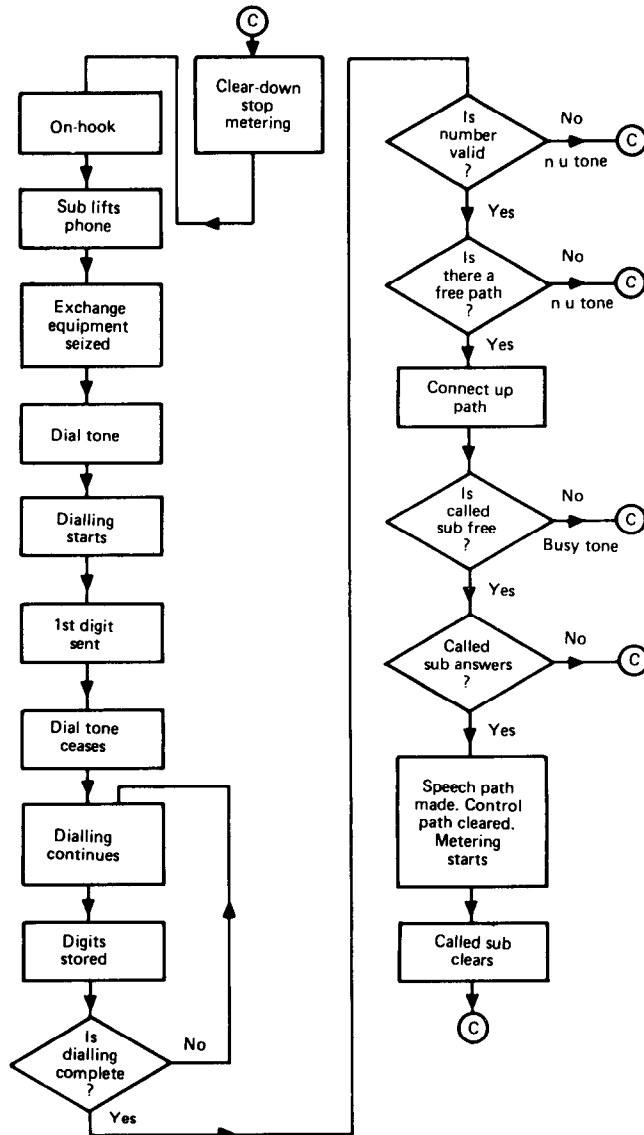 C
Clear-down
stop
metering
On-hook
Sub lifts
phone
Exchange
equipment
seized
Dial tone
Dialling
starts
1st digit
sent
Dial tone
ceases
Dialling
continues
Digits
stored
Is
dialling
complete
?
No
Yes
Is
number
valid
?
No
n u tone
C
Yes
Is
there a
free path
?
No
n u tone
C
Yes
Connect up
path
Is
called
sub free
?
No
Busy tone
C
Yes
Called
sub answers
?
No
C
Yes
Speech path
made. Control
path cleared.
Metering
starts
Called sub
clears
C